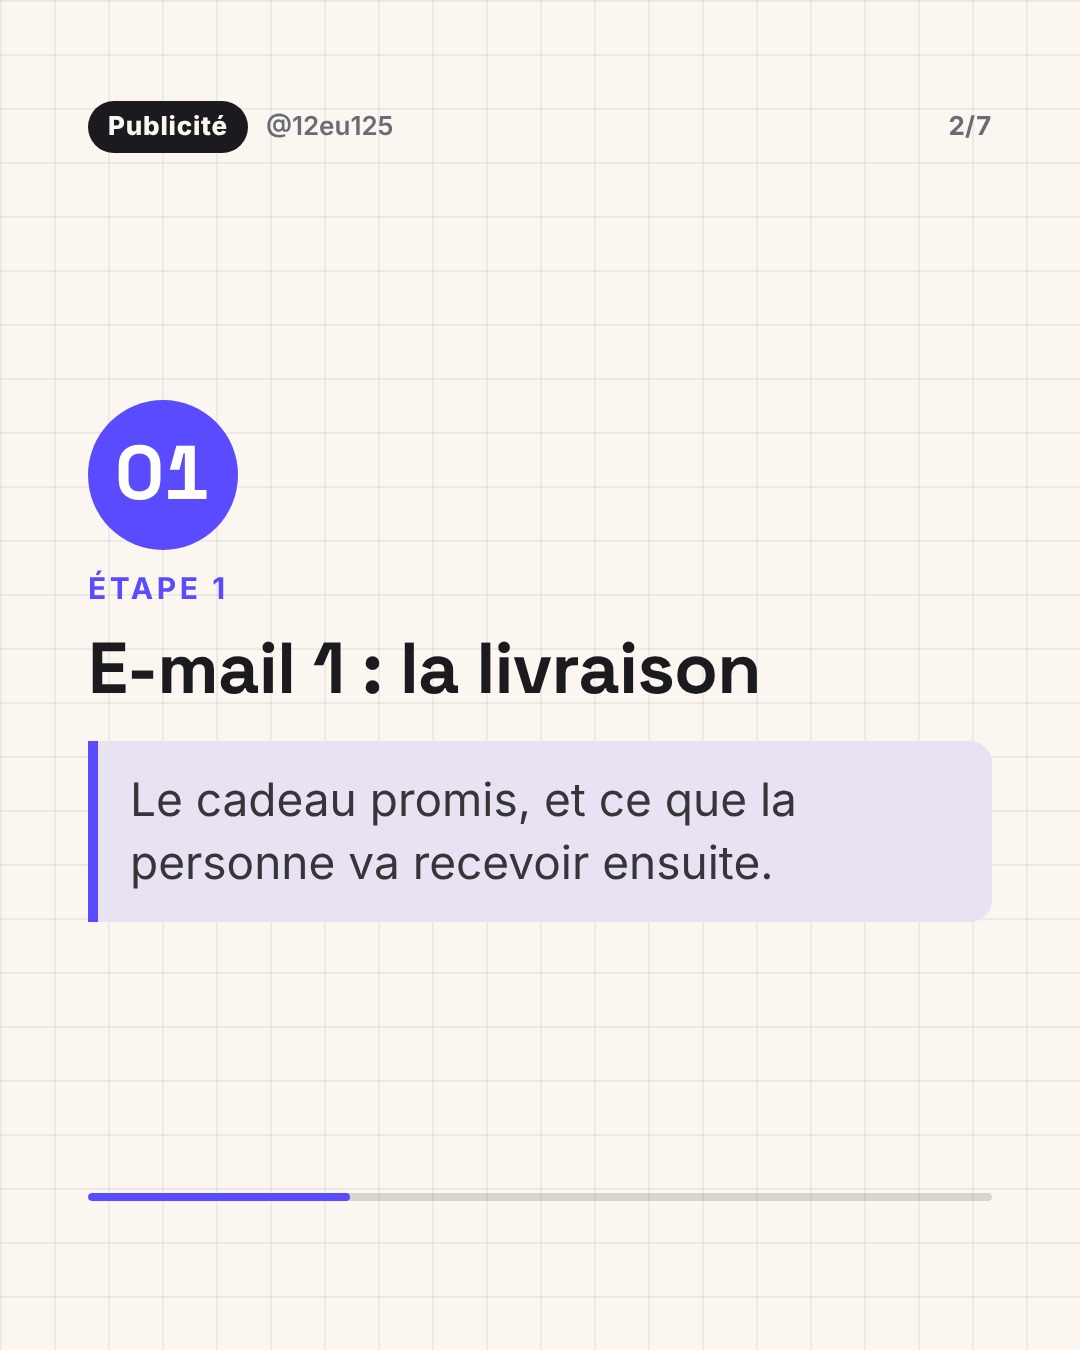 Publicité @12eu125 2/7
01
ÉTAPE 1
E-mail 1 : la livraison
Le cadeau promis, et ce que la
personne va recevoir ensuite.